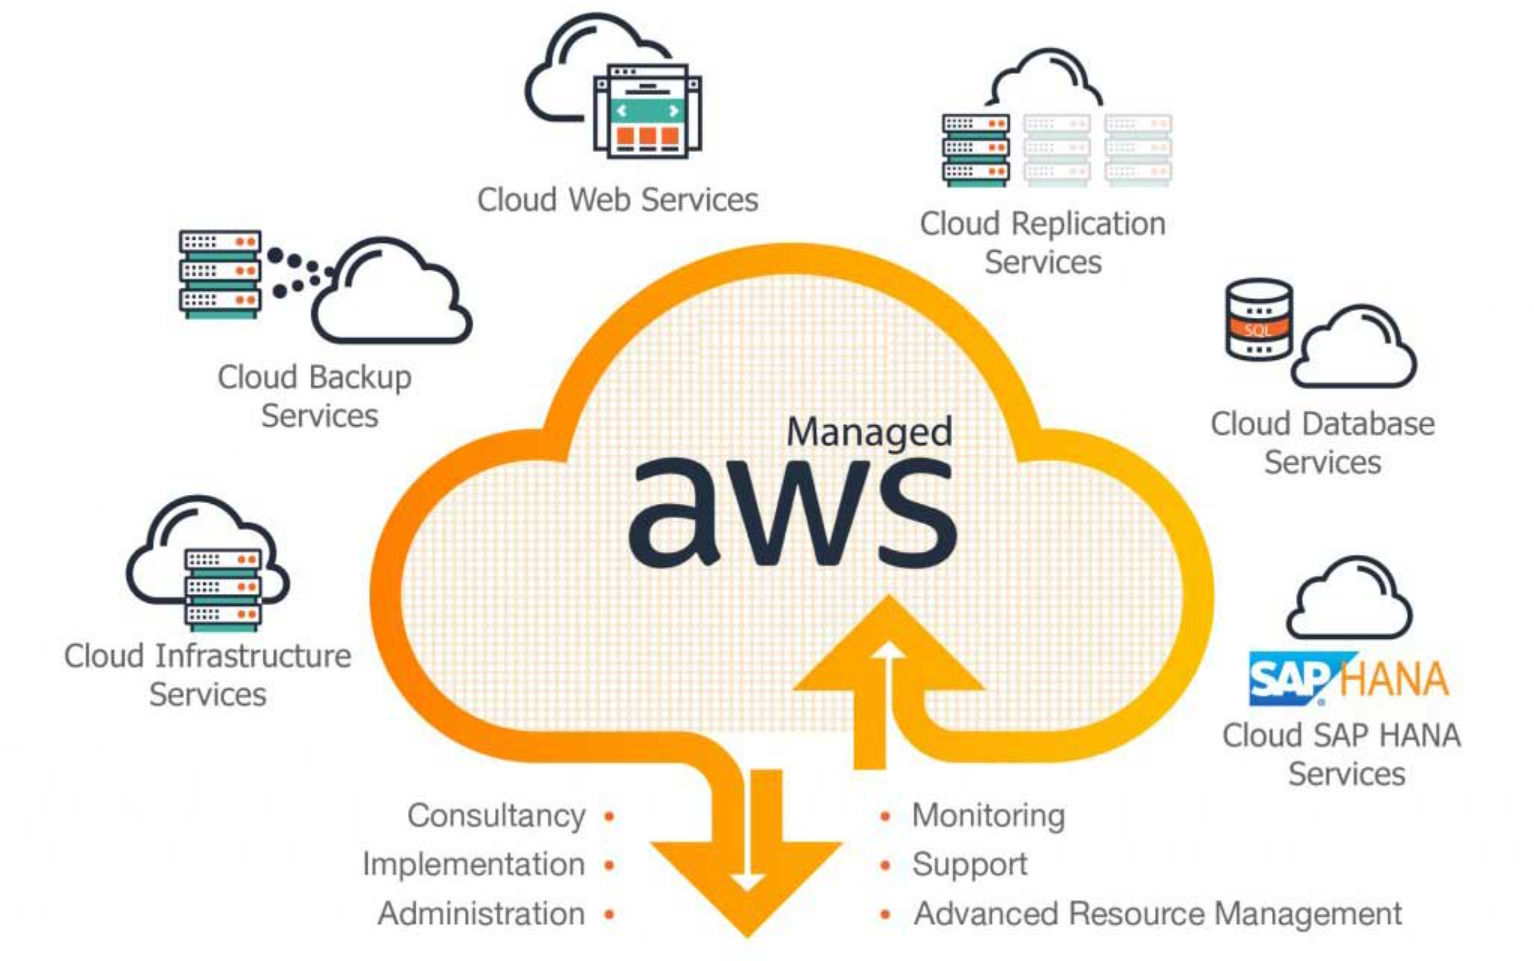 Cloud Web Services
Cloud Replication
Services
Cloud Backup
Services
SQL
Cloud Database
Services
Managed
aws
Cloud Infrastructure
Services
SAP HANA
Cloud SAP HANA
Services
Consultancy •
Implementation •
Administration •
• Monitoring
• Support
• Advanced Resource Management